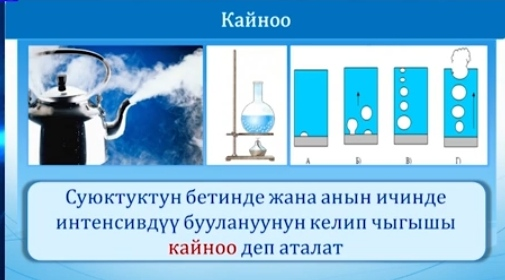 Кайноо
А Б) В) Г)
Суюктуктун бетинде жана анын ичинде
интенсивдүү буулануунун келип чыгышы
кайноо деп аталат